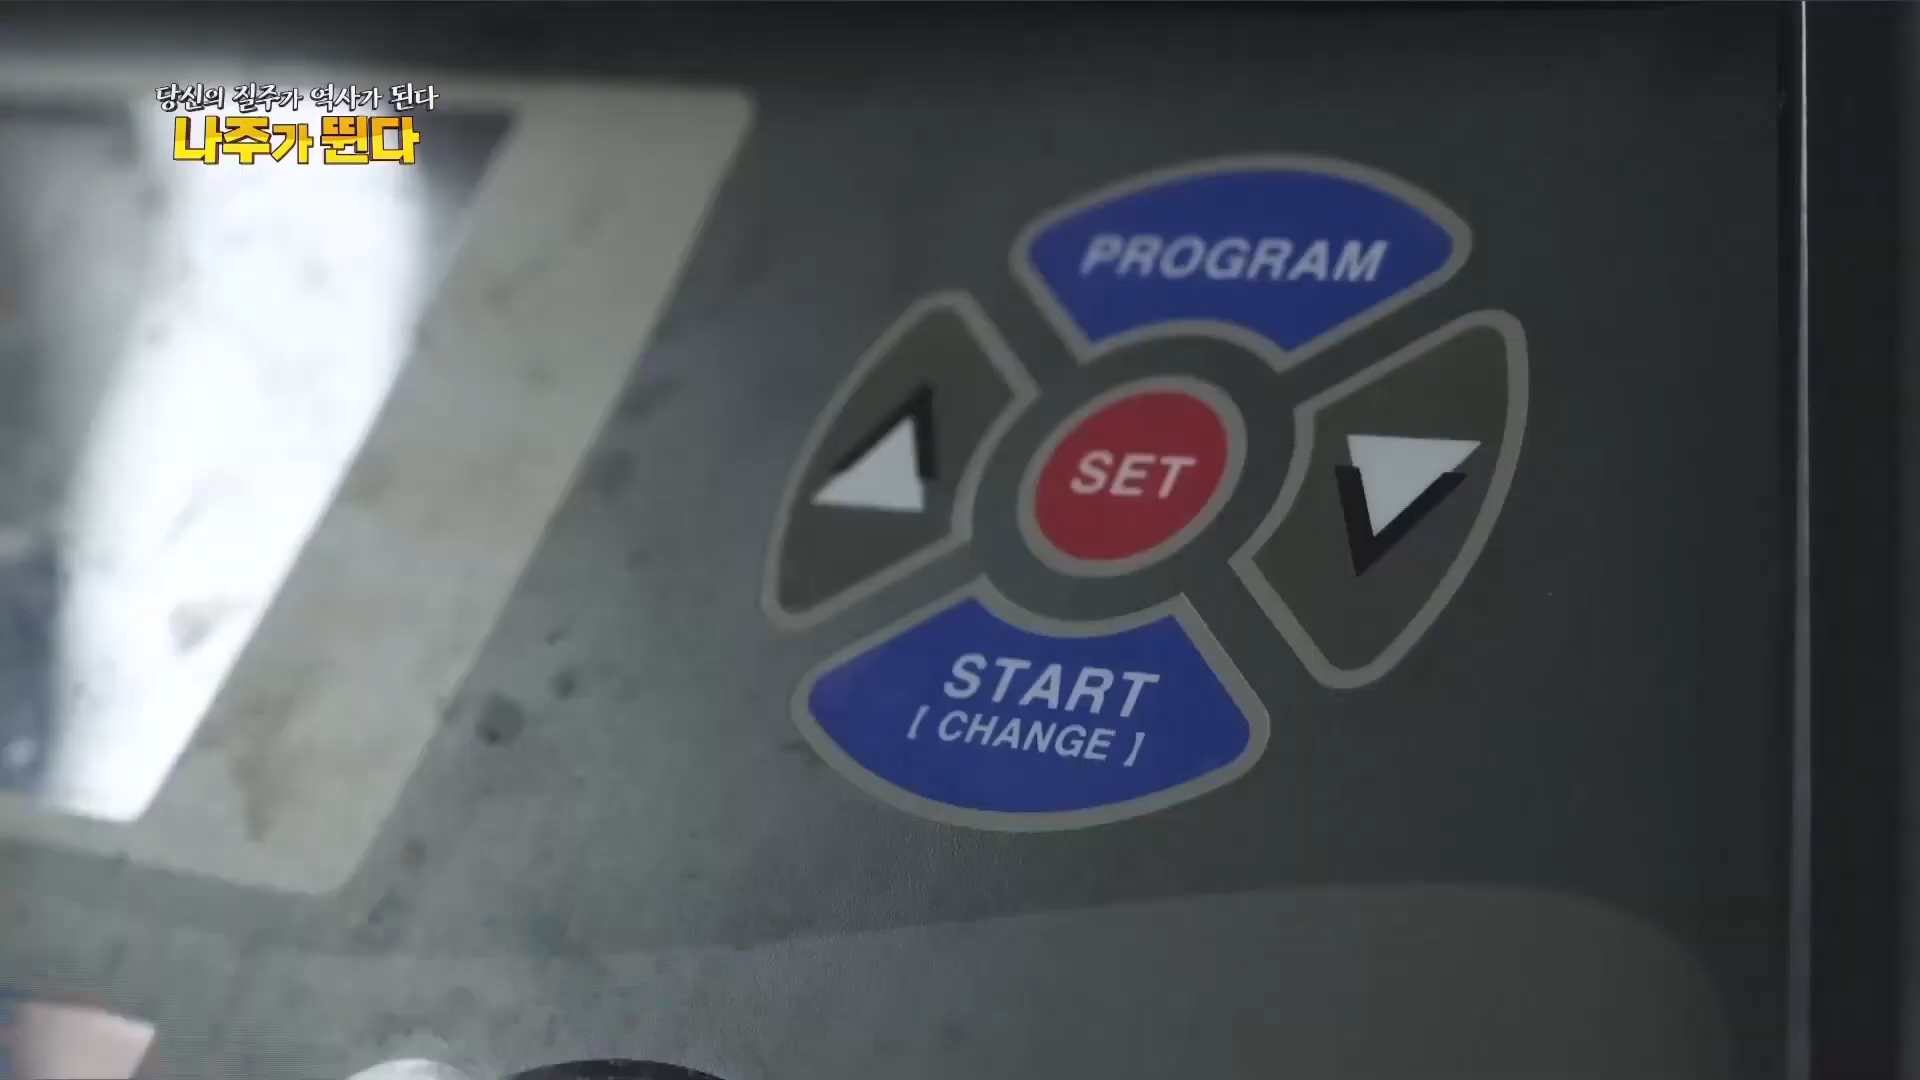 당신의 질주가 역사가 된다
나주가 뛴다
PROGRAM
SET
START
[ CHANGE ]